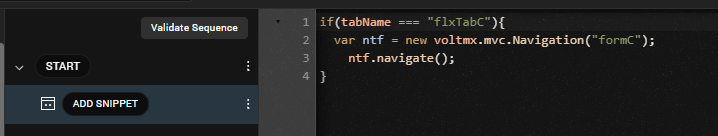 Validate Sequence
START
ADD SNIPPET
1 if(tabName === "flxTabC"){
2 var ntf = new voltmx.mvc.Navigation("formC");
3 ntf.navigate();
4 }